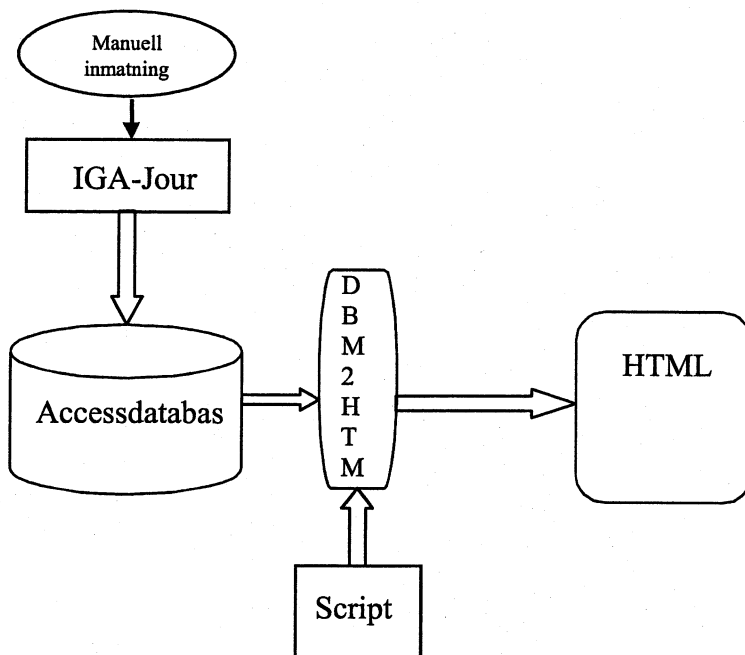 Manuell
inmatning
IGA-Jour
Accessdatabas
D
B
M
2
H
T
M
HTML
Script